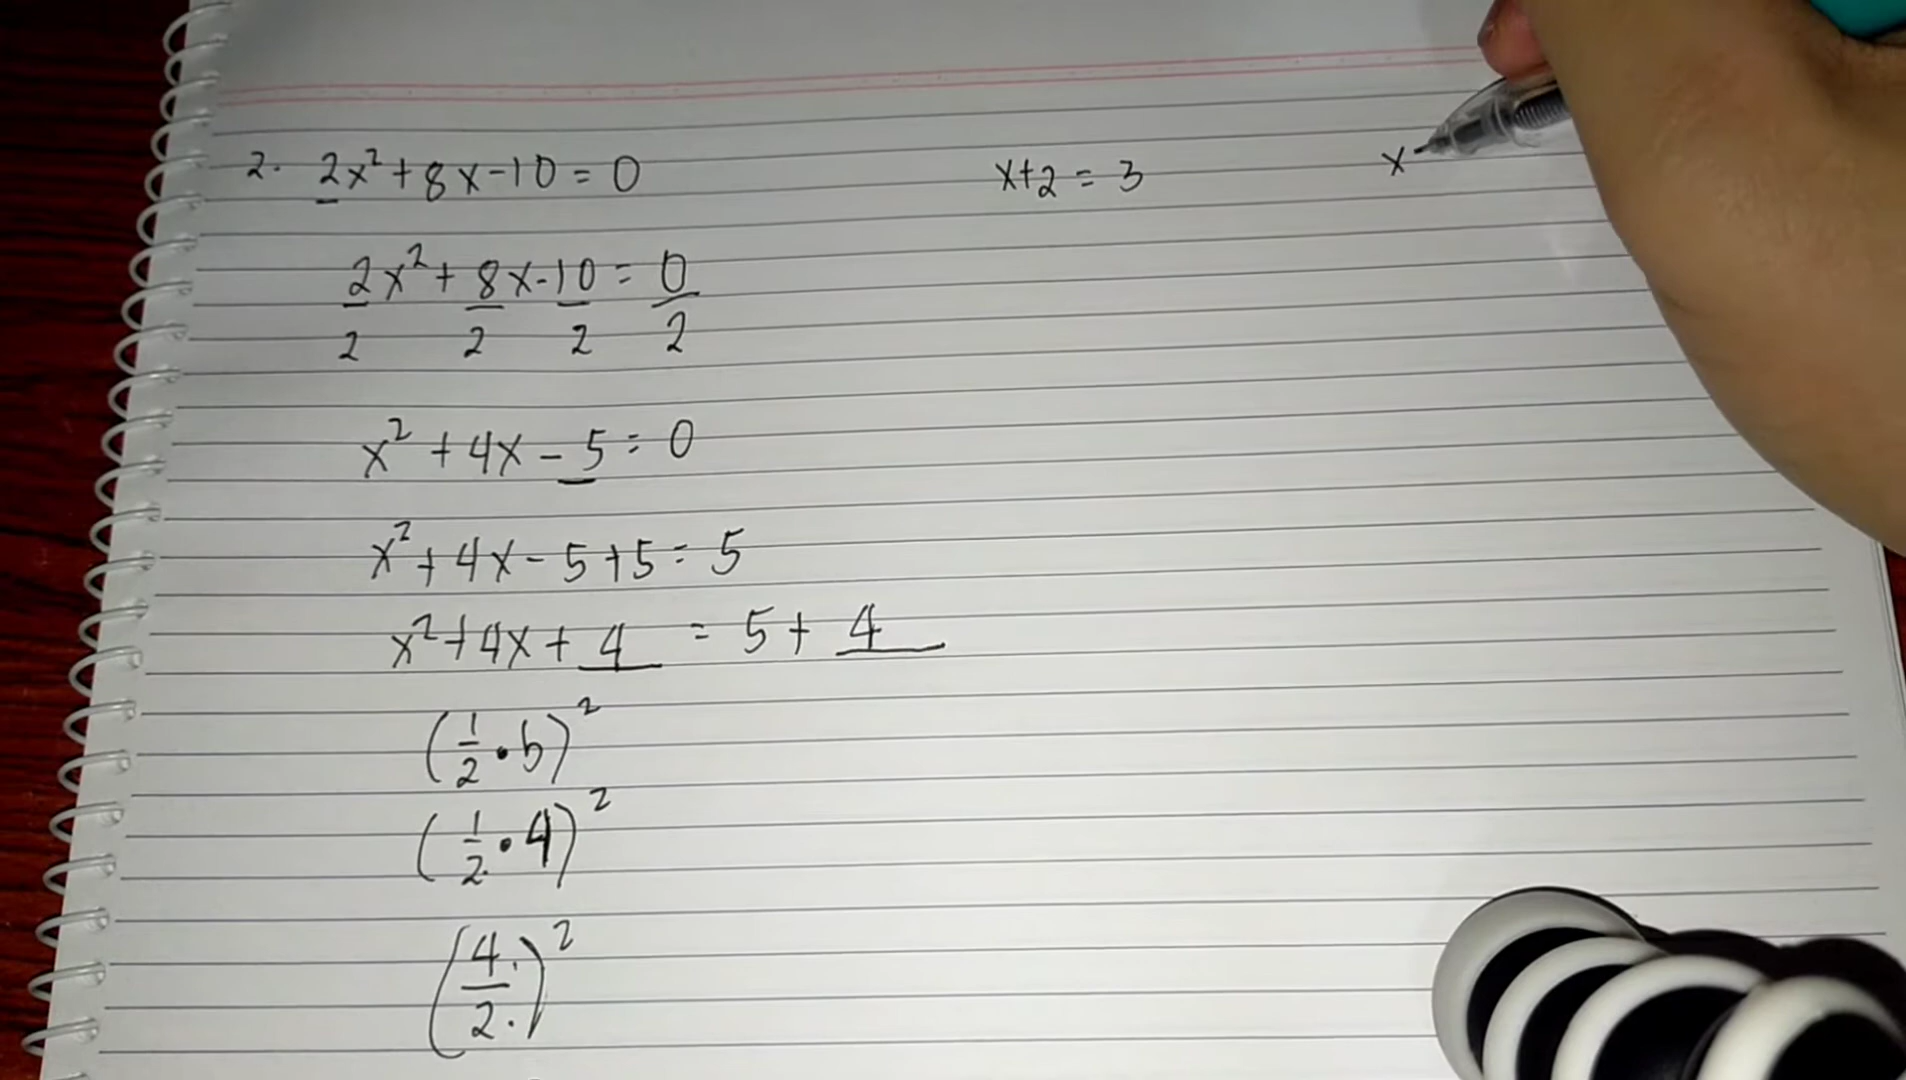 2. 2x² + 8x - 10 = 0
2x² + 8x - 10 = 0
2 2 2 2
x² + 4x - 5 = 0
x² + 4x - 5 + 5 = 5
x² + 4x + 4 = 5 + 4
(1/2 • b)²
(1/2 • 4)²
(4/2)²
x + 2 = 3
x